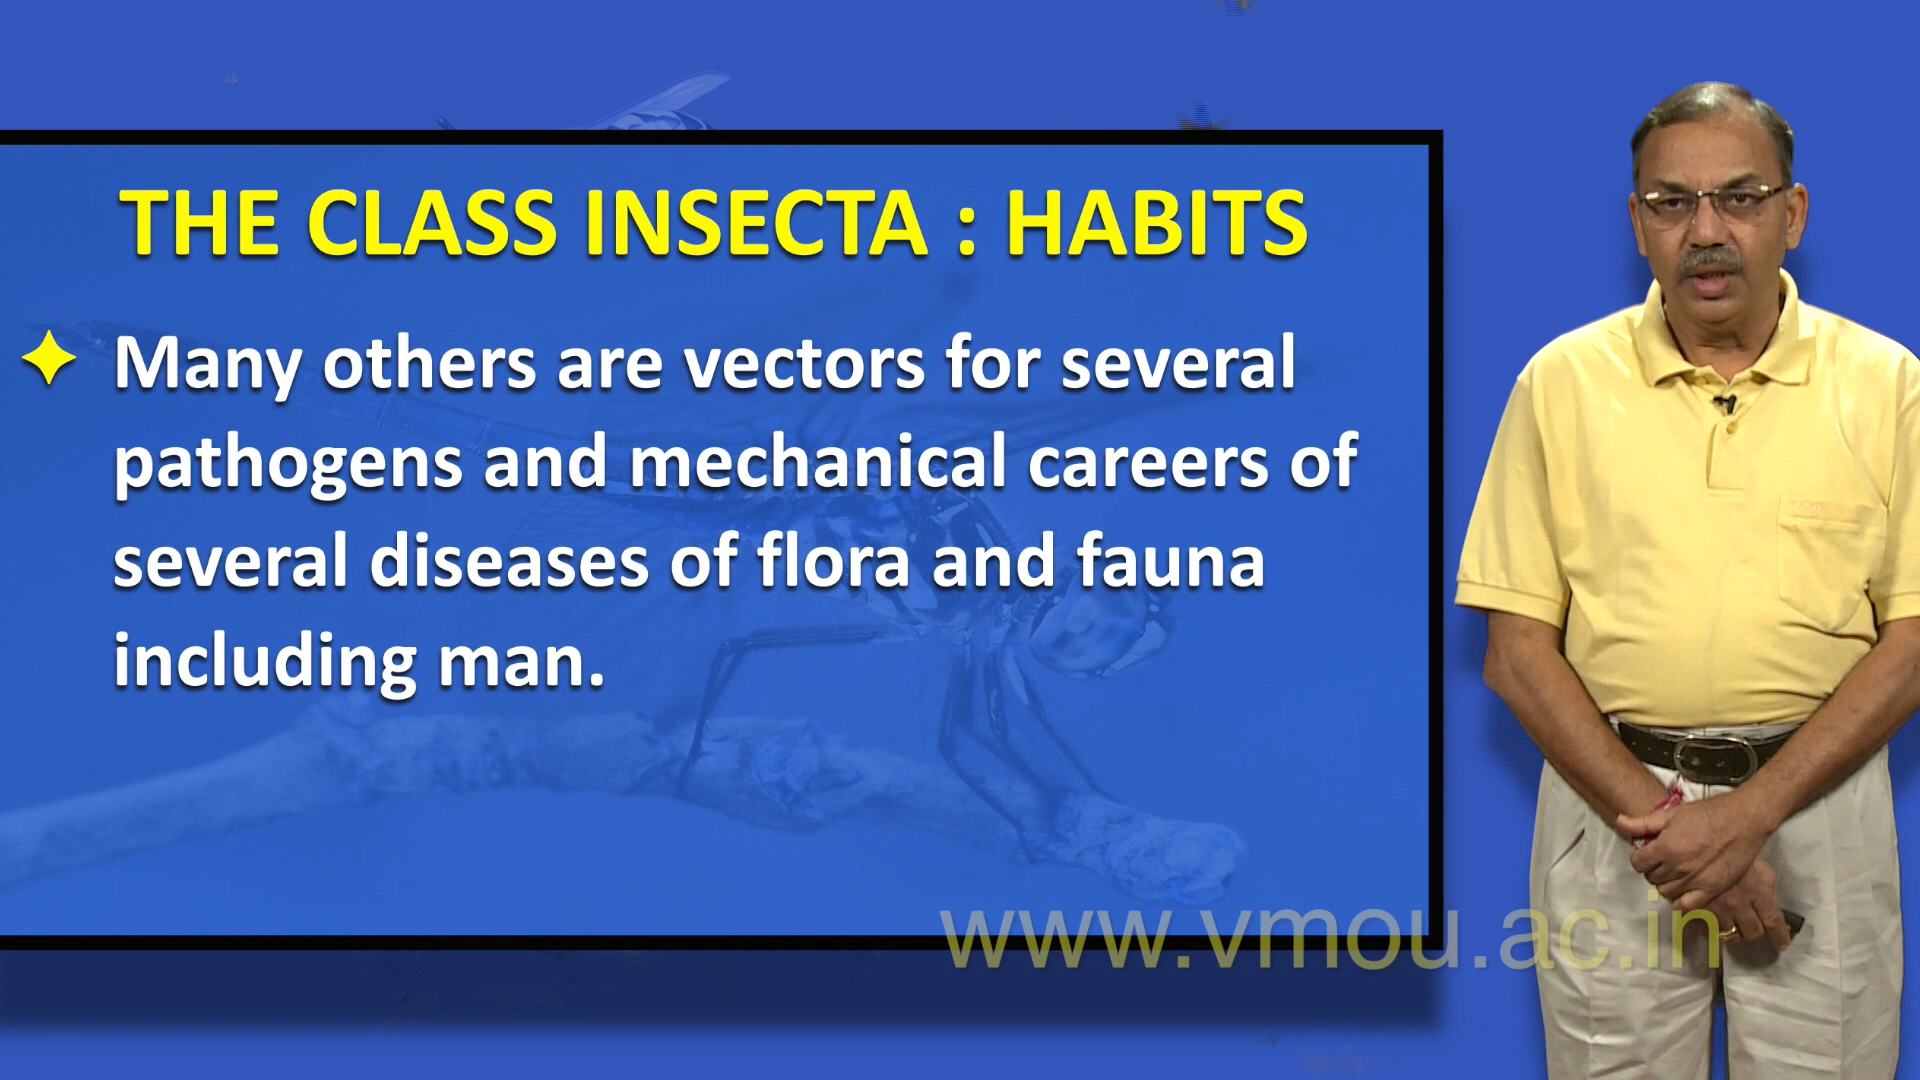 THE CLASS INSECTA : HABITS
Many others are vectors for several
pathogens and mechanical careers of
several diseases of flora and fauna
including man.
www.vmou.ac.in